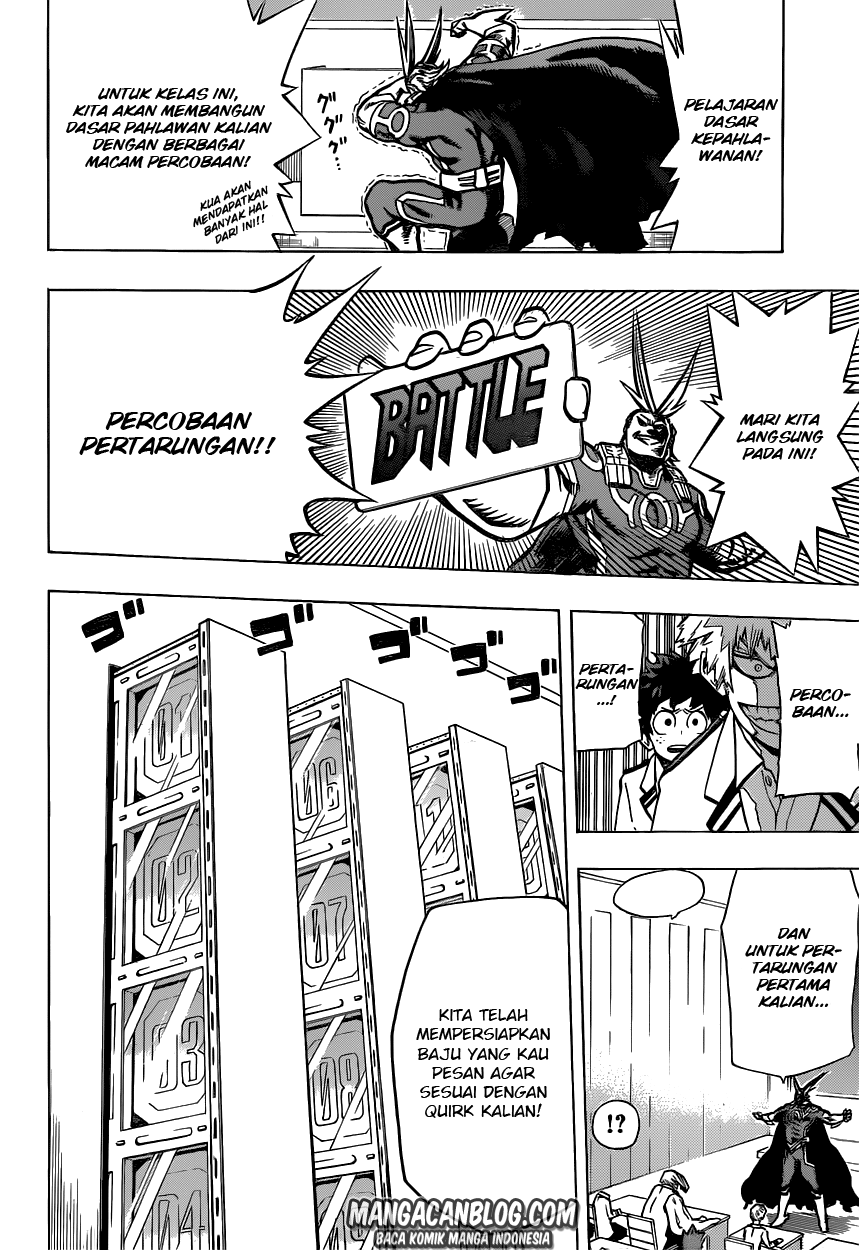 PELAJARAN
DASAR
KEPAHLA-
WANAN!
UNTUK KELAS INI,
KITA AKAN MEMBANGUN
DASAR PAHLAWAN KALIAN
DENGAN BERBAGAI
MACAM PERCOBAAN!
KUA AKAN
MENDAPATKAN
BANYAK HAL
DARI INI!!
グ
グ
MARI KITA
LANGSUNG
PADA INI!
BATTLE
PERCOBAAN
PERTARUNGAN!!
PERCO-
BAAN...
PERTA-
RUNGAN
...!
ゴ
ゴ
ゴ
ゴ
ゴ
01
02
03
04
06
07
08
DAN
UNTUK PER-
TARUNGAN
PERTAMA
KALIAN...
!?
KITA TELAH
MEMPERSIAPKAN
BAJU YANG KAU
PESAN AGAR
SESUAI DENGAN
QUIRK KALIAN!
MANGACANBLOG.COM
BACA KOMIK MANGA INDONESIA